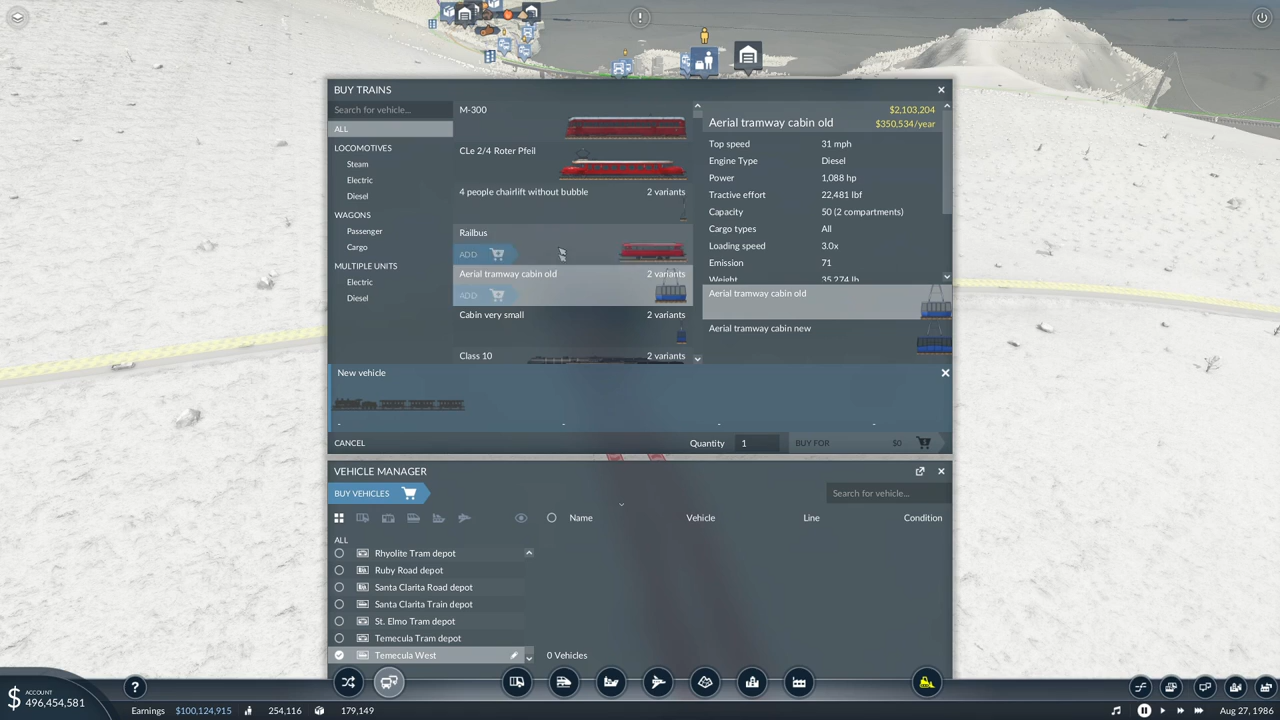 BUY TRAINS
Search for vehicle...
ALL
LOCOMOTIVES
Steam
Electric
Diesel
WAGONS
Passenger
Cargo
MULTIPLE UNITS
Electric
Diesel
M-300
CLe 2/4 Roter Pfeil
4 people chairlift without bubble 2 variants
Railbus
ADD
Aerial tramway cabin old 2 variants
ADD
Cabin very small 2 variants
Class 10 2 variants
$2,103,204
Aerial tramway cabin old $350,534/year
Top speed 31 mph
Engine Type Diesel
Power 1,088 hp
Tractive effort 22,481 lbf
Capacity 50 (2 compartments)
Cargo types All
Loading speed 3.0x
Emission 71
Weight 35,274 lb
Aerial tramway cabin old
Aerial tramway cabin new
New vehicle
- - - -
CANCEL Quantity 1 BUY FOR $0
VEHICLE MANAGER
BUY VEHICLES Search for vehicle...
Name Vehicle Line Condition
ALL
Rhyolite Tram depot
Ruby Road depot
Santa Clarita Road depot
Santa Clarita Train depot
St. Elmo Tram depot
Temecula Tram depot
Temecula West 0 Vehicles
$ ACCOUNT
496,454,581
?
Earnings $100,124,915 254,116 179,149 Aug 27, 1986